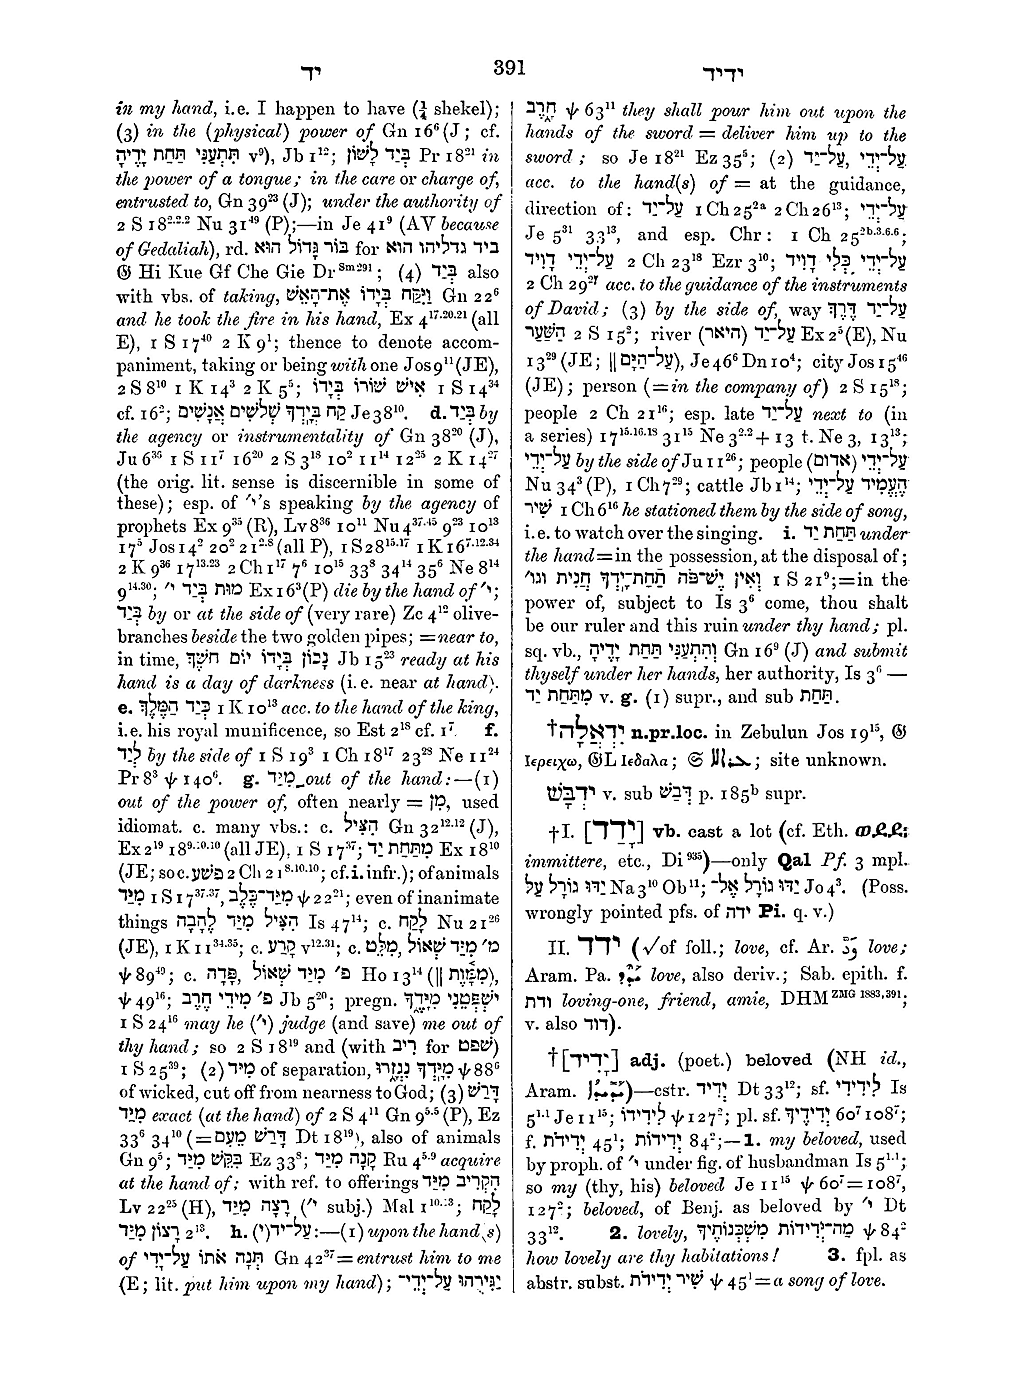 יד
391
ידיד
in my hand, i.e. I happen to have (¼ shekel);
(3) in the (physical) power of Gn 16⁶ (J; cf.
תִּתְעַנִּי תַּחַת יָדֶיהָ v⁹), Jb 1¹²; בְּיַד לָשׁוֹן Pr 18²¹ in
the power of a tongue; in the care or charge of,
entrusted to, Gn 39²³ (J); under the authority of
2 S 18²·²·² Nu 31⁴⁹ (P);—in Je 41⁹ (AV because
of Gedaliah), rd. בּוֹר גָּדוֹל הוּא for ביד גדליהו הוא
𝔊 Hi Kue Gf Che Gie Dr Sm 291; (4) בְּיַד also
with vbs. of taking, וַיִּקַּח בְּיָדוֹ אֶת־הָאֵשׁ Gn 22⁶
and he took the fire in his hand, Ex 4¹⁷·²⁰·²¹ (all
E), 1 S 17⁴⁰ 2 K 9¹; thence to denote accom-
paniment, taking or being with one Jos 9¹¹ (JE),
2 S 8¹⁰ 1 K 14³ 2 K 5⁵; אִישׁ שׁוֹרוֹ בְּיָדוֹ 1 S 14³⁴
cf. 16²; קַח בְּיָדְךָ שְׁלשִׁים אֲנָשִׁים Je 38¹⁰. d. בְּיַד by
the agency or instrumentality of Gn 38²⁰ (J),
Ju 6³⁶ 1 S 11⁷ 16²⁰ 2 S 3¹⁸ 10² 11¹⁴ 12²⁵ 2 K 14²⁷
(the orig. lit. sense is discernible in some of
these); esp. of י׳'s speaking by the agency of
prophets Ex 9³⁵ (R), Lv 8³⁶ 10¹¹ Nu 4³⁷·⁴⁵ 9²³ 10¹³
17⁵ Jos 14² 20² 21²·⁸ (all P), 1 S 28¹⁵·¹⁷ 1 K 16⁷·¹²·³⁴
2 K 9³⁶ 17¹³·²³ 2 Ch 1¹⁷ 7⁶ 10¹⁵ 33⁸ 34¹⁴ 35⁶ Ne 8¹⁴
9¹⁴·³⁰; מוּת בְּיַד י׳ Ex 16³ (P) die by the hand of י׳;
בְּיַד by or at the side of (very rare) Zc 4¹² olive-
branches beside the two golden pipes; = near to,
in time, נָכוֹן בְּיָדוֹ יוֹם חשֶׁךְ Jb 15²³ ready at his
hand is a day of darkness (i.e. near at hand).
e. כְּיַד הַמֶּלֶךְ 1 K 10¹³ acc. to the hand of the king,
i.e. his royal munificence, so Est 2¹⁸ cf. 1⁷. f.
לְיַד by the side of 1 S 19³ 1 Ch 18¹⁷ 23²⁸ Ne 11²⁴
Pr 8³ ψ 140⁶. g. מִיַּד out of the hand:—(1)
out of the power of, often nearly = מִן, used
idiomat. c. many vbs.: c. הִצִּיל Gn 32¹²·¹² (J),
Ex 2¹⁹ 18⁹·¹⁰·¹⁰ (all JE), 1 S 17³⁷; מִתַּחַת יַד Ex 18¹⁰
(JE; so c. פשׁע 2 Ch 21⁸·¹⁰·¹⁰; cf. i. infr.); of animals
מִיַּד 1 S 17³⁷·³⁷, מִיַּד־כֶּלֶב ψ 22²¹; even of inanimate
things הִצִּיל מִיַּד לֶהָבָה Is 47¹⁴; c. לָקַח Nu 21²⁶
(JE), 1 K 11³⁴·³⁵; c. קָרַע v¹²·³¹; c. מִלֵּט, מ׳ מִיַּד שְׁאוֹל
ψ 89⁴⁹; c. פָּדָה, פ׳ מִיַּד שְׁאוֹל Ho 13¹⁴ (‖ מִמָּוֶת),
ψ 49¹⁶; פ׳ מִידֵי חֶרֶב Jb 5²⁰; pregn. יִשְׁפְּטֵנִי מִיָּדֶךָ
1 S 24¹⁶ may he (י׳) judge (and save) me out of
thy hand; so 2 S 18¹⁹ and (with ריב for שפט)
1 S 25³⁹; (2) מִיַּד of separation, מִיָּדְךָ נִגְזָרוּ ψ 88⁶
of wicked, cut off from nearness to God; (3) דָּרַשׁ
מִיַּד exact (at the hand) of 2 S 4¹¹ Gn 9⁵·⁵ (P), Ez
33⁶ 34¹⁰ (= דָּרַשׁ מֵעִם Dt 18¹⁹), also of animals
Gn 9⁵; בִּקֵּשׁ מִיַּד Ez 33⁸; קָנָה מִיַּד Ru 4⁵·⁹ acquire
at the hand of; with ref. to offerings הִקְרִיב מִיַּד
Lv 22²⁵ (H), רָצָה מִיַּד (י׳ subj.) Mal 1¹⁰·¹³; לָקַח
רָצוֹן מִיַּד 2¹³. h. עַל־יַד(י):—(1) upon the hand(s)
of תְּנָה אֹתוֹ עַל־יָדִי Gn 42³⁷ = entrust him to me
(E; lit. put him upon my hand); יַגִּירֻהוּ עַל־יְדֵי־
חָרֶב ψ 63¹¹ they shall pour him out upon the
hands of the sword = deliver him up to the
sword; so Je 18²¹ Ez 35⁵; (2) עַל־יְדֵי, עַל־יַד
acc. to the hand(s) of = at the guidance,
direction of: עַל־יַד 1 Ch 25²ᵃ 2 Ch 26¹³; עַל־יְדֵי
Je 5³¹ 33¹³, and esp. Chr: 1 Ch 25²ᵇ·³·⁶·⁶;
עַל־יְדֵי דָוִיד 2 Ch 23¹⁸ Ezr 3¹⁰; עַל־יְדֵי כְּלֵי דָוִיד
2 Ch 29²⁷ acc. to the guidance of the instruments
of David; (3) by the side of, way עַל־יַד דֶּרֶךְ
הַשַּׁעַר 2 S 15²; river עַל־יַד (היאר) Ex 2⁵ (E), Nu
13²⁹ (JE; ‖ עַל־הַיָּם), Je 46⁶ Dn 10⁴; city Jos 15⁴⁶
(JE); person (= in the company of) 2 S 15¹⁸;
people 2 Ch 21¹⁶; esp. late עַל־יַד next to (in
a series) 17¹⁵·¹⁶·¹⁸ 31¹⁵ Ne 3²·² + 13 t. Ne 3, 13¹³;
עַל־יְדֵי by the side of Ju 11²⁶; people עַל־יְדֵי (אדום)
Nu 34³ (P), 1 Ch 7²⁹; cattle Jb 1¹⁴; הֶעֱמִיד עַל־יְדֵי
שִׁיר 1 Ch 6¹⁶ he stationed them by the side of song,
i.e. to watch over the singing. i. תַּחַת יַד under
the hand = in the possession, at the disposal of;
וְאִין יֶשׁ־פֹּה תַחַת־יָדְךָ חֲנִית וגו׳ 1 S 21⁹; = in the
power of, subject to Is 3⁶ come, thou shalt
be our ruler and this ruin under thy hand; pl.
sq. vb., וְהִתְעַנִּי תַּחַת יָדֶיהָ Gn 16⁹ (J) and submit
thyself under her hands, her authority, Is 3⁶ —
מִתַּחַת יַד v. g. (1) supr., and sub תַּחַת.
†יִדְאֲלָה n.pr.loc. in Zebulun Jos 19¹⁵, 𝔊
Ιερειχω, 𝔊L Ιεδαλα; 𝔖; site unknown.
יִדְבָּשׁ v. sub דְּבַשׁ p. 185ᵇ supr.
†I. [יָדַד] vb. cast a lot (cf. Eth. ወደደ፡
immittere, etc., Di 935)—only Qal Pf. 3 mpl.
יַדּוּ גוֹרָל עַל Na 3¹⁰ Ob¹¹; יַדּוּ גוֹרָל אֶל־ Jo 4³. (Poss.
wrongly pointed pfs. of ידה Pi. q. v.)
II. ידד (√ of foll.; love, cf. Ar. وَدَّ love;
Aram. Pa. love, also deriv.; Sab. epith. f.
ודת loving-one, friend, amie, DHM ZMG 1883, 391;
v. also דוד).
†[יָדִיד] adj. (poet.) beloved (NH id.,
Aram.)—cstr. יְדִיד Dt 33¹²; sf. לִידִידִי Is
5¹·¹ Je 11¹⁵; לִידִידוֹ ψ 127²; pl. sf. יְדִידֶיךָ 60⁷ 108⁷;
f. יְדִידֹת 45¹; יְדִידוֹת 84²;—1. my beloved, used
by proph. of י׳ under fig. of husbandman Is 5¹·¹;
so my (thy, his) beloved Je 11¹⁵ ψ 60⁷ = 108⁷,
127²; beloved, of Benj. as beloved by י׳ Dt
33¹². 2. lovely, מַה־יְּדִידוֹת מִשְׁכְּנוֹתֶיךָ ψ 84²
how lovely are thy habitations! 3. fpl. as
abstr. subst. שִׁיר יְדִידֹת ψ 45¹ = a song of love.